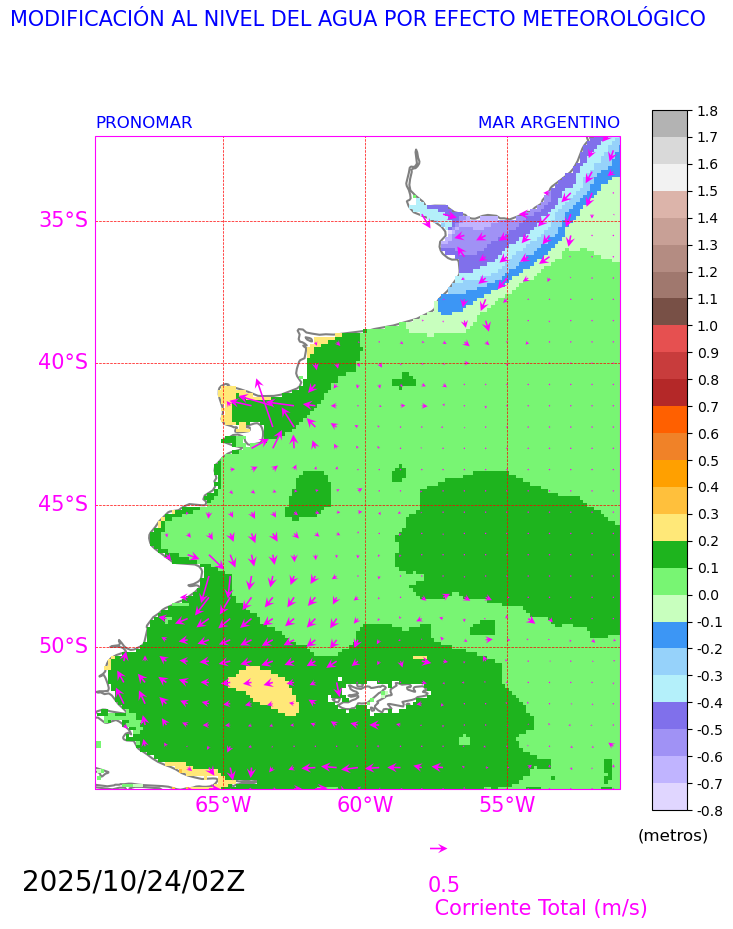 MODIFICACIÓN AL NIVEL DEL AGUA POR EFECTO METEOROLÓGICO
PRONOMAR
MAR ARGENTINO
35°S
40°S
45°S
50°S
65°W
60°W
55°W
1.8
1.7
1.6
1.5
1.4
1.3
1.2
1.1
1.0
0.9
0.8
0.7
0.6
0.5
0.4
0.3
0.2
0.1
0.0
-0.1
-0.2
-0.3
-0.4
-0.5
-0.6
-0.7
-0.8
(metros)
2025/10/24/02Z
0.5
Corriente Total (m/s)